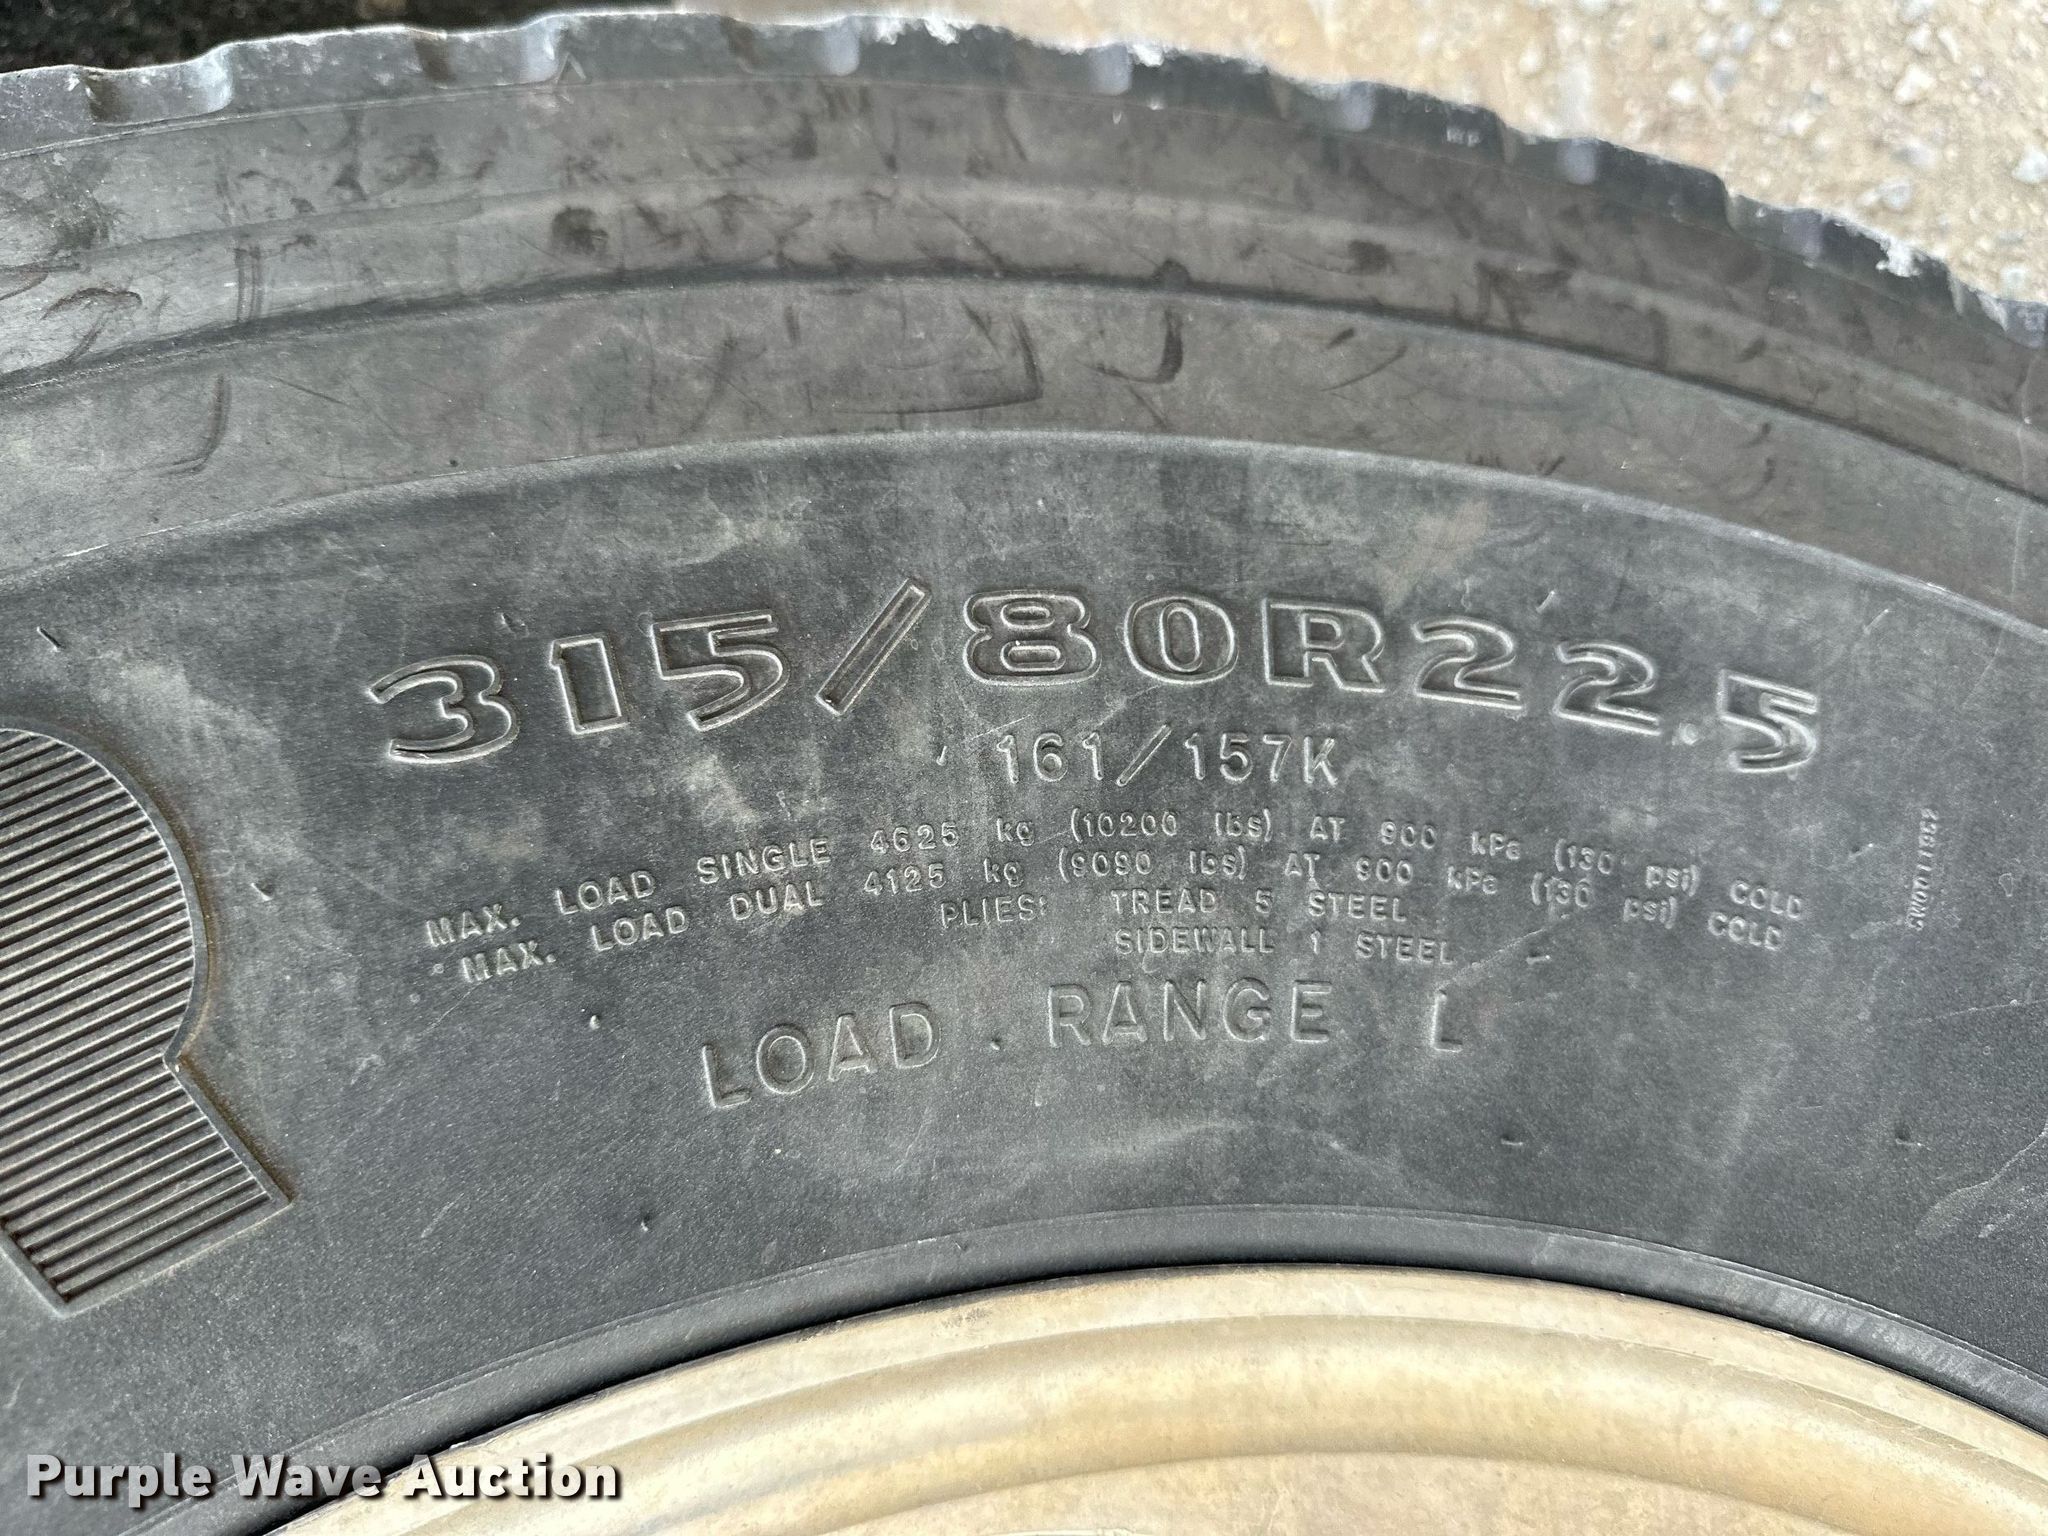 315/80R22.5
161/157K
MAX. LOAD SINGLE 4625 kg (10200 lbs) AT 900 kPa (130 psi) COLD
MAX. LOAD DUAL 4125 kg (9090 lbs) AT 900 kPa (130 psi) COLD
PLIES: TREAD 5 STEEL
SIDEWALL 1 STEEL
LOAD RANGE L
Purple Wave Auction